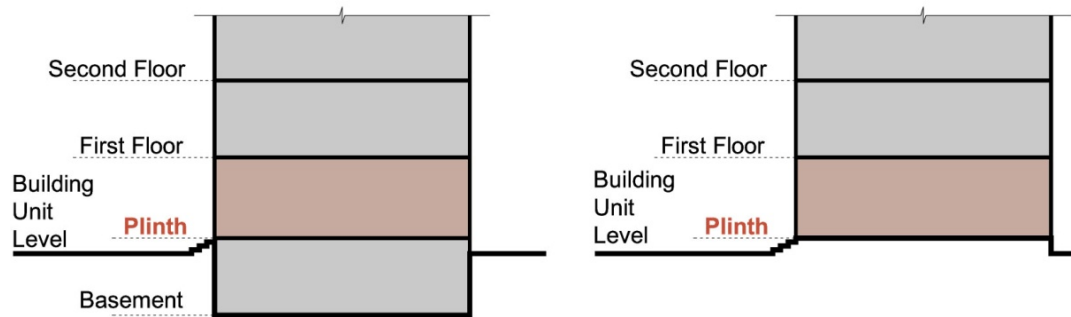 Second Floor
First Floor
Building
Unit
Level
Plinth
Basement
Second Floor
First Floor
Building
Unit
Level
Plinth